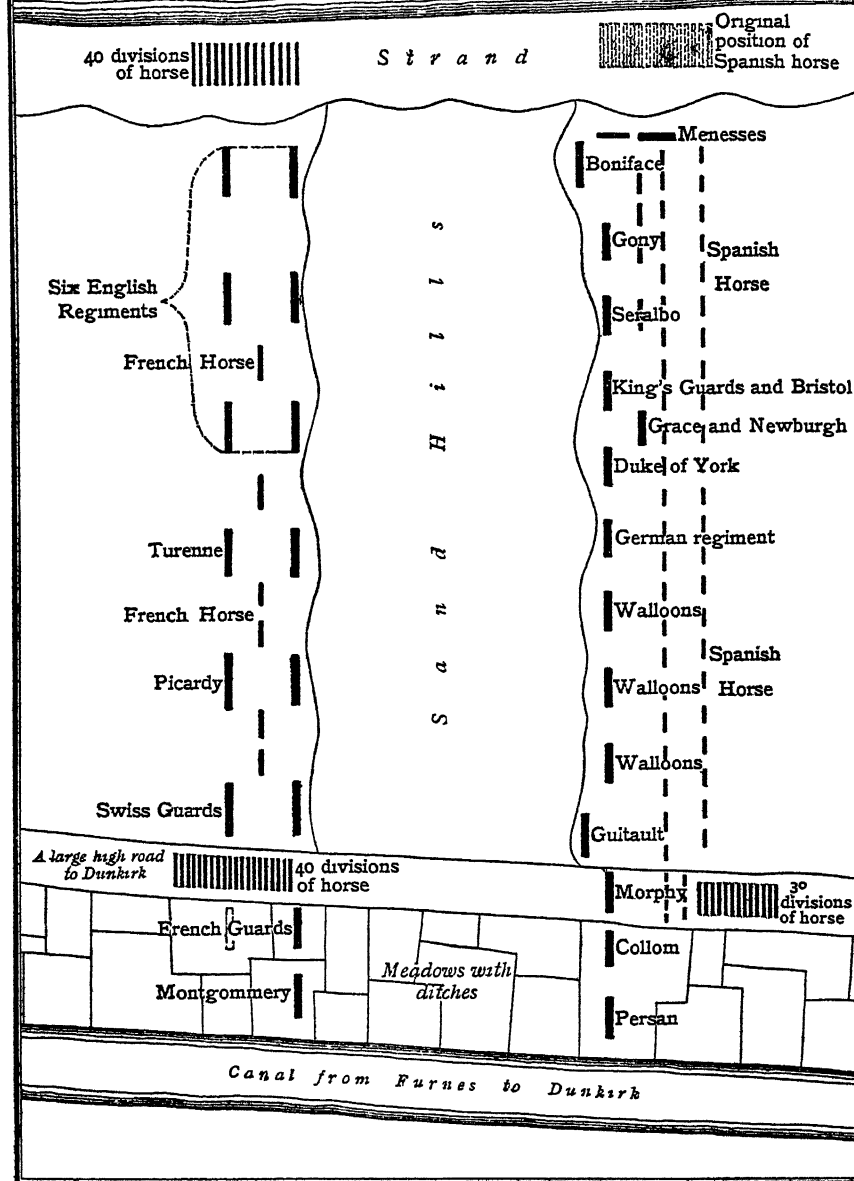 40 divisions
of horse
Strand
Original
position of
Spanish horse
Menesses
Boniface
Gony
Spanish
Horse
Six English
Regiments
Seralbo
French Horse
King's Guards and Bristol
Grace and Newburgh
Duke of York
Sand Hills
Turenne
German regiment
French Horse
Walloons
Picardy
Walloons
Spanish
Horse
Walloons
Swiss Guards
Guitault
A large high road
to Dunkirk
40 divisions
of horse
Morphy
30
divisions
of horse
French Guards
Collom
Meadows with
ditches
Montgommery
Persan
Canal from Furnes to Dunkirk